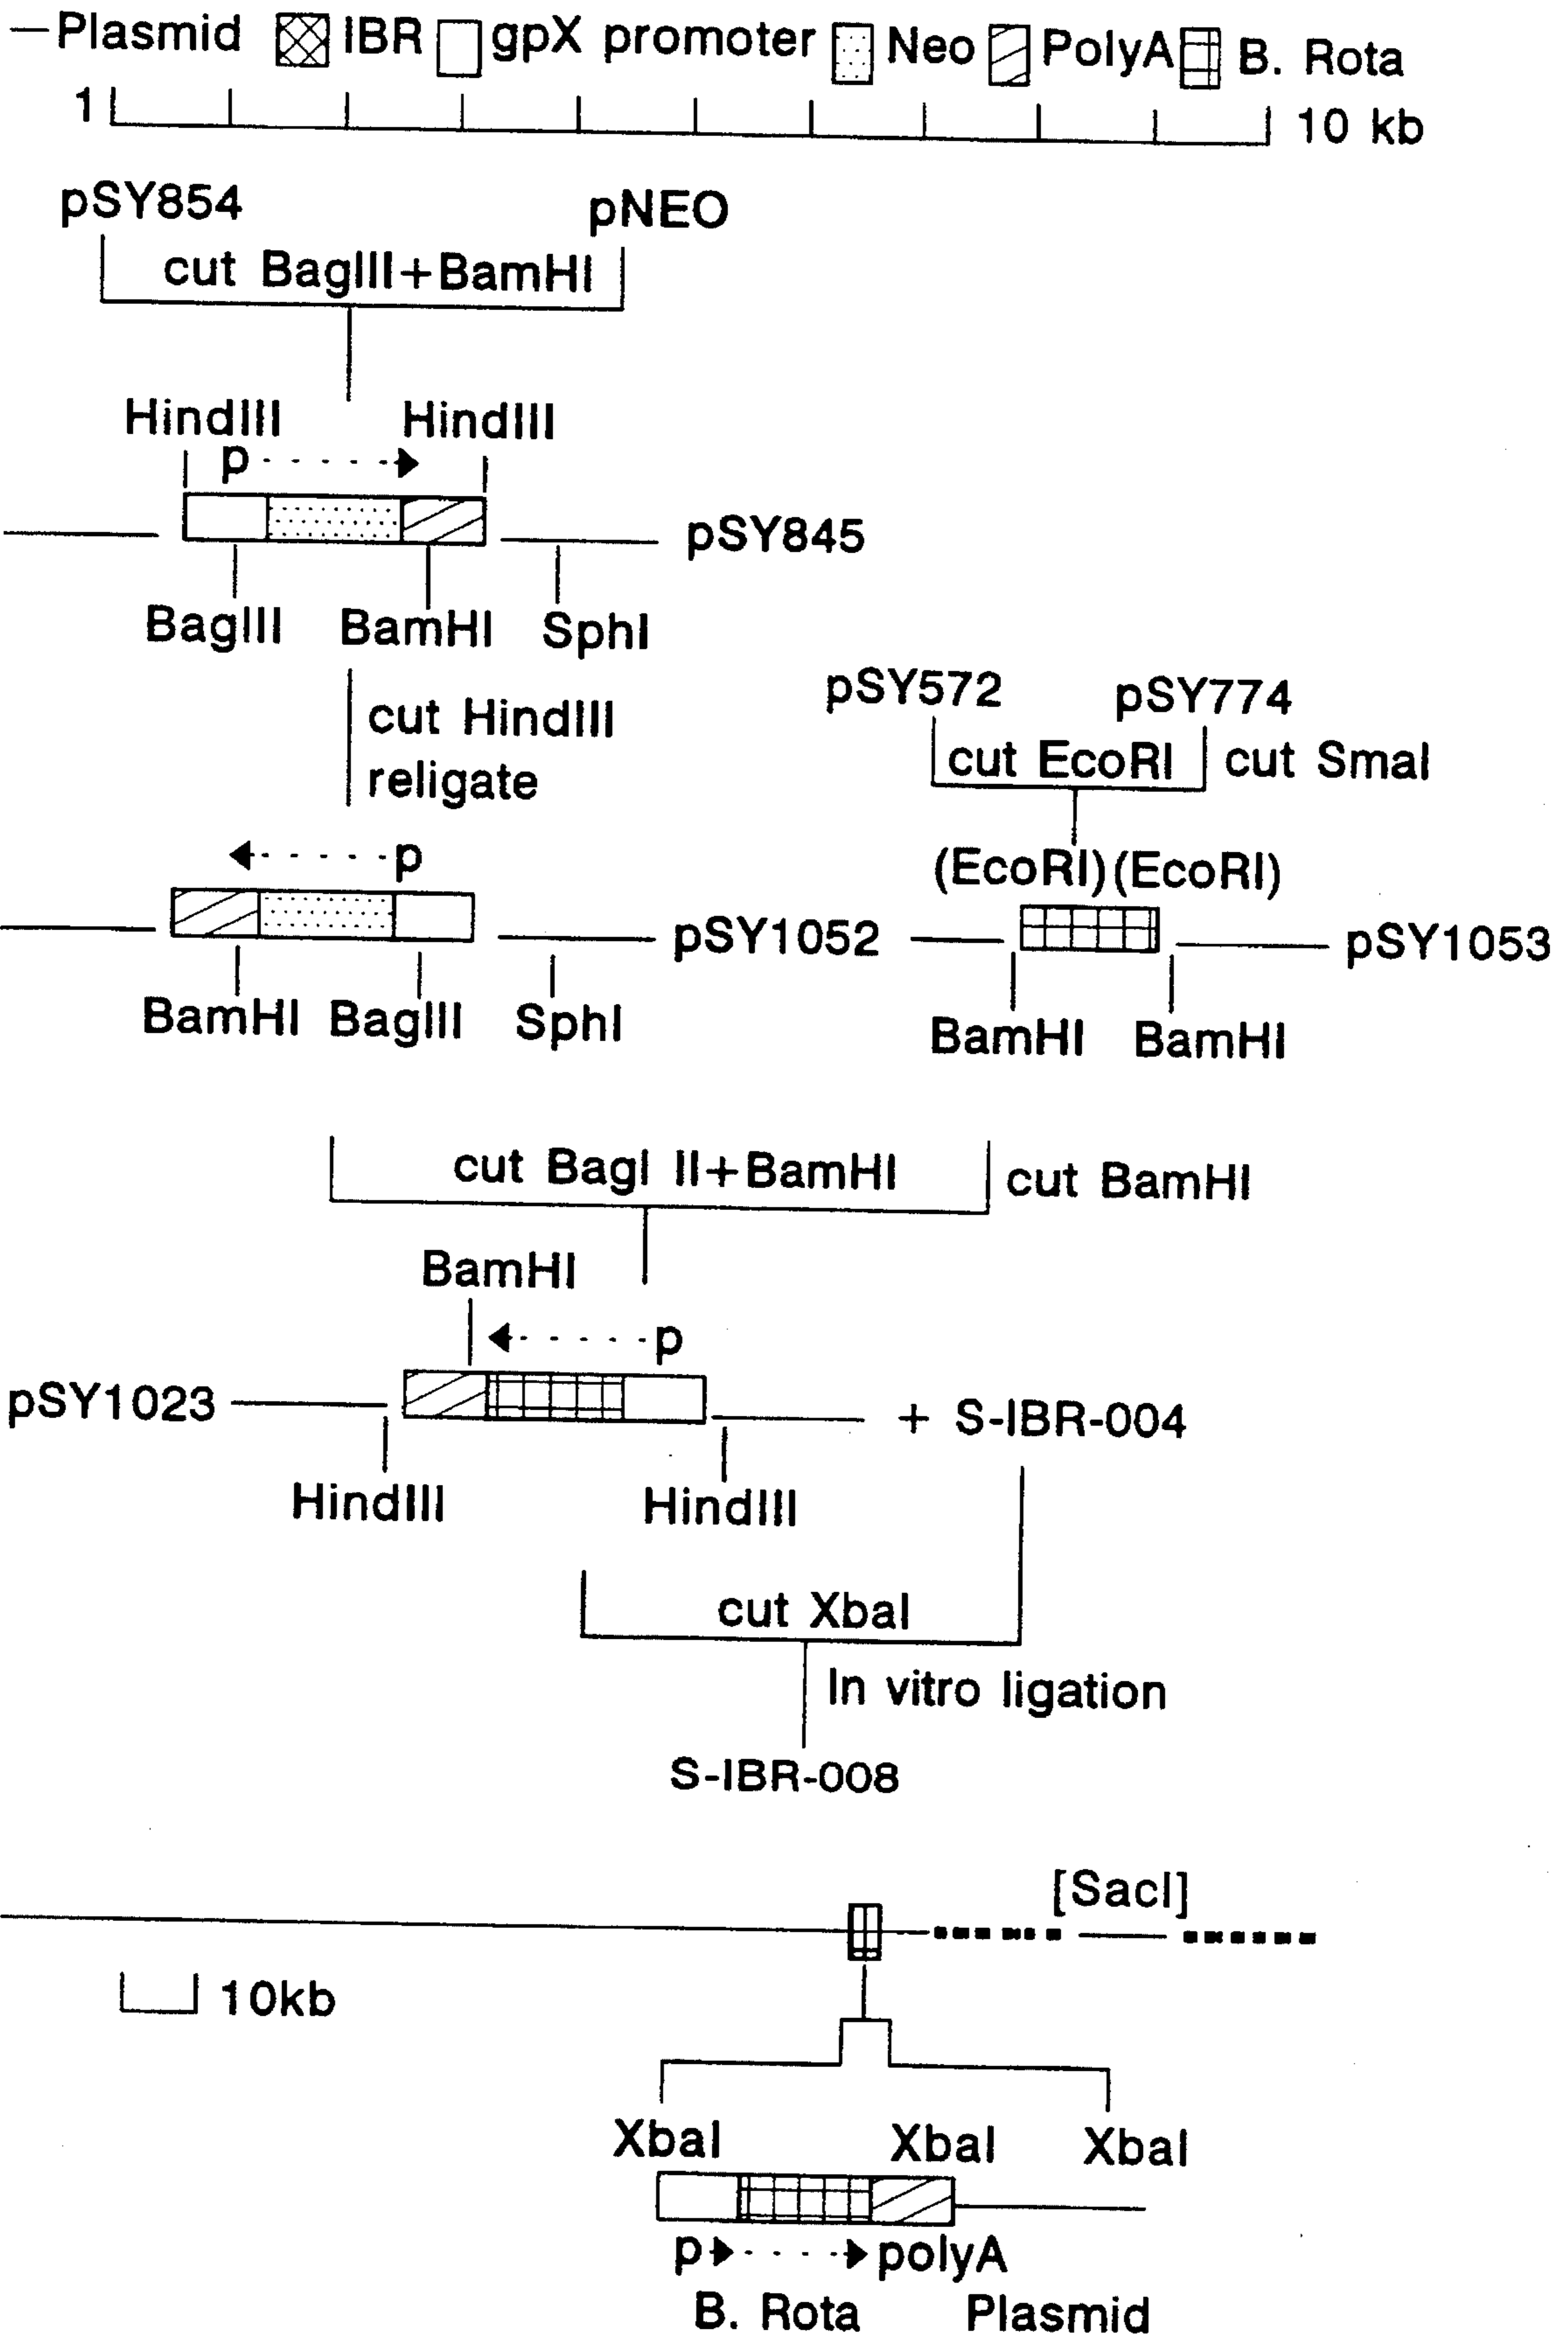 Plasmid IBR gpX promoter Neo PolyA B. Rota
1 10 kb
pSY854 pNEO
cut BagIII+BamHI
HindIII HindIII
p
pSY845
BagIII BamHI SphI
cut HindIII
religate
pSY572 pSY774
cut EcoRI cut SmaI
p
(EcoRI) (EcoRI)
pSY1052 pSY1053
BamHI BagIII SphI BamHI BamHI
cut BagI II+BamHI cut BamHI
BamHI
p
pSY1023 + S-IBR-004
HindIII HindIII
cut XbaI
In vitro ligation
S-IBR-008
[SacI]
10kb
XbaI XbaI XbaI
p polyA
B. Rota Plasmid